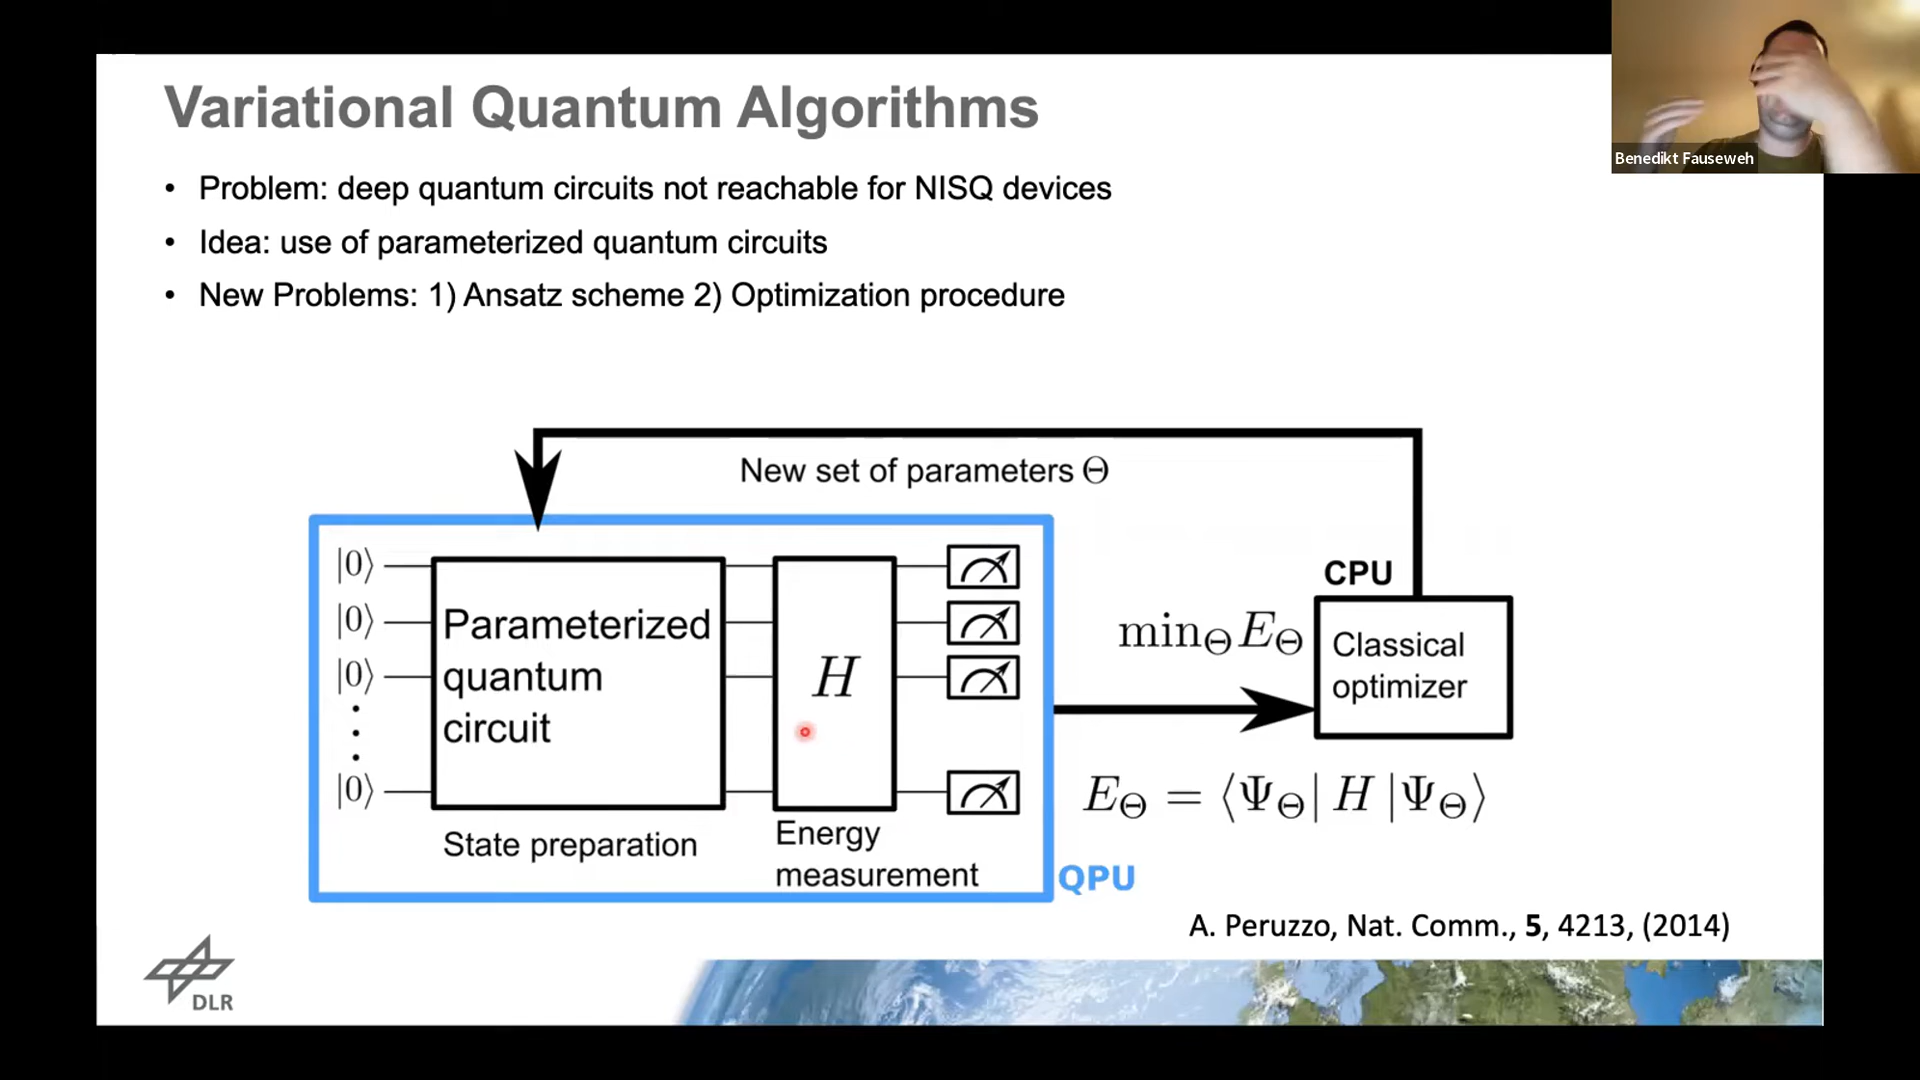 Variational Quantum Algorithms
Benedikt Fauseweh
• Problem: deep quantum circuits not reachable for NISQ devices
• Idea: use of parameterized quantum circuits
• New Problems: 1) Ansatz scheme 2) Optimization procedure
New set of parameters Θ
|0⟩
|0⟩
|0⟩
|0⟩
Parameterized
quantum
circuit
State preparation
H
Energy
measurement
QPU
min_Θ E_Θ
CPU
Classical
optimizer
E_Θ = ⟨Ψ_Θ| H |Ψ_Θ⟩
A. Peruzzo, Nat. Comm., 5, 4213, (2014)
DLR